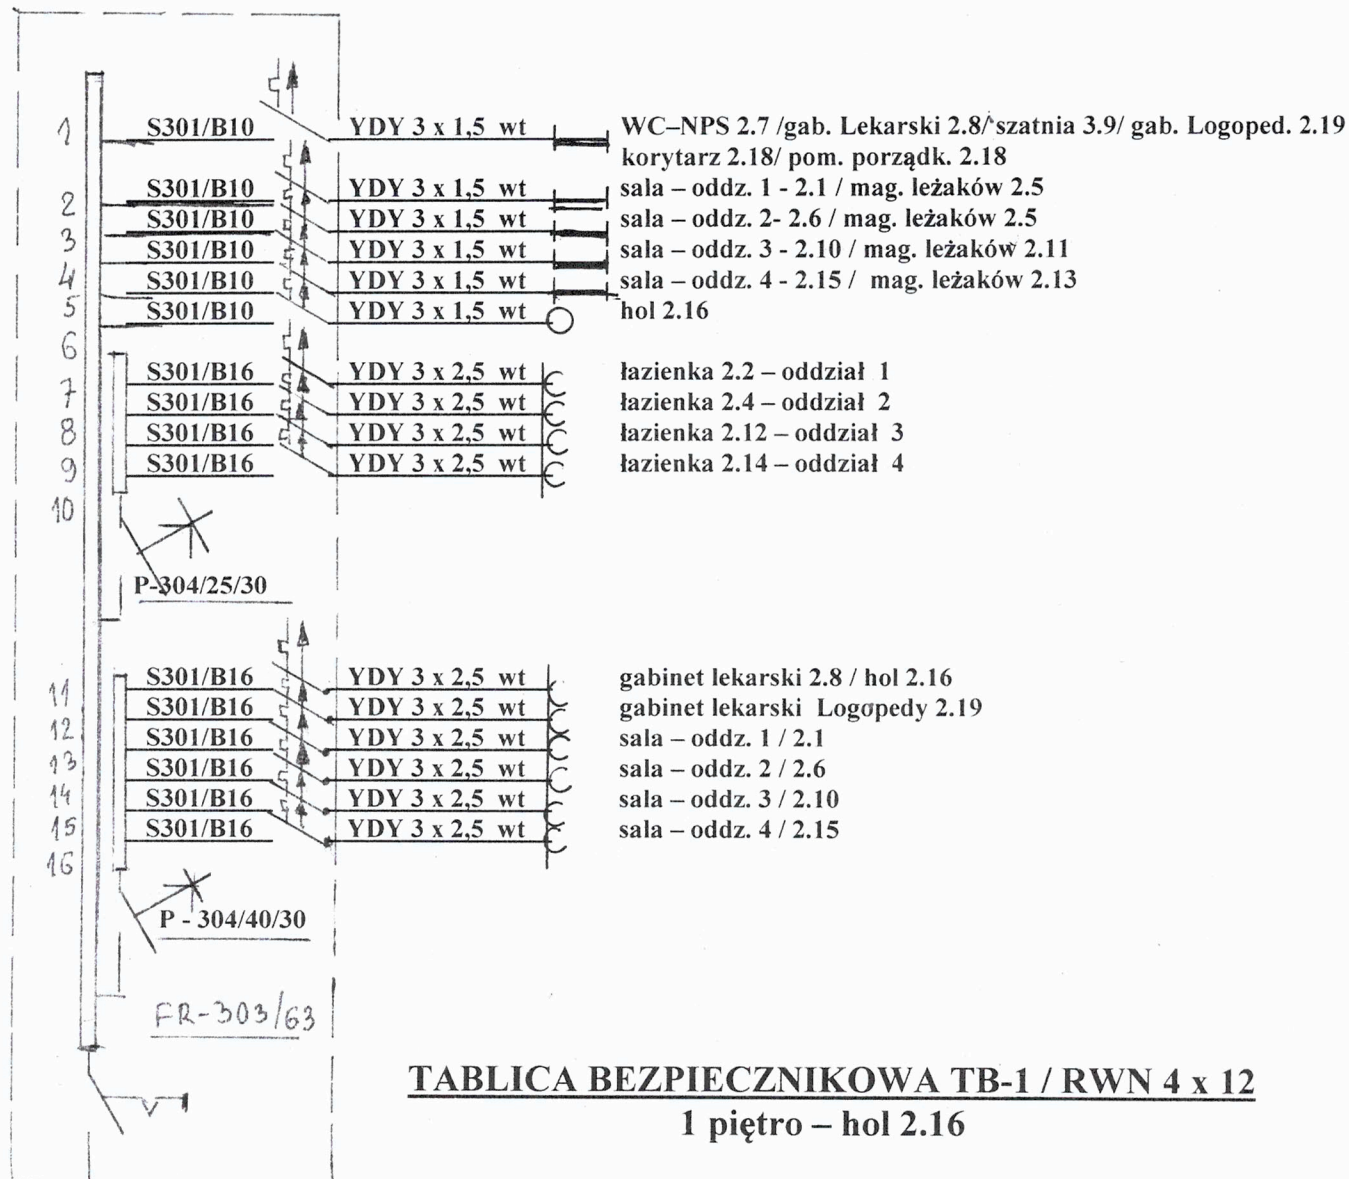 1 S301/B10 YDY 3 x 1,5 wt WC–NPS 2.7 /gab. Lekarski 2.8/ szatnia 3.9/ gab. Logoped. 2.19
korytarz 2.18/ pom. porządk. 2.18
2 S301/B10 YDY 3 x 1,5 wt sala – oddz. 1 - 2.1 / mag. leżaków 2.5
3 S301/B10 YDY 3 x 1,5 wt sala – oddz. 2- 2.6 / mag. leżaków 2.5
4 S301/B10 YDY 3 x 1,5 wt sala – oddz. 3 - 2.10 / mag. leżaków 2.11
5 S301/B10 YDY 3 x 1,5 wt sala – oddz. 4 - 2.15 / mag. leżaków 2.13
6 S301/B10 YDY 3 x 1,5 wt hol 2.16
7 S301/B16 YDY 3 x 2,5 wt łazienka 2.2 – oddział 1
8 S301/B16 YDY 3 x 2,5 wt łazienka 2.4 – oddział 2
9 S301/B16 YDY 3 x 2,5 wt łazienka 2.12 – oddział 3
10 S301/B16 YDY 3 x 2,5 wt łazienka 2.14 – oddział 4
P-304/25/30
11 S301/B16 YDY 3 x 2,5 wt gabinet lekarski 2.8 / hol 2.16
12 S301/B16 YDY 3 x 2,5 wt gabinet lekarski Logopedy 2.19
13 S301/B16 YDY 3 x 2,5 wt sala – oddz. 1 / 2.1
14 S301/B16 YDY 3 x 2,5 wt sala – oddz. 2 / 2.6
15 S301/B16 YDY 3 x 2,5 wt sala – oddz. 3 / 2.10
16 S301/B16 YDY 3 x 2,5 wt sala – oddz. 4 / 2.15
P - 304/40/30
FR-303/63
TABLICA BEZPIECZNIKOWA TB-1 / RWN 4 x 12
1 piętro – hol 2.16